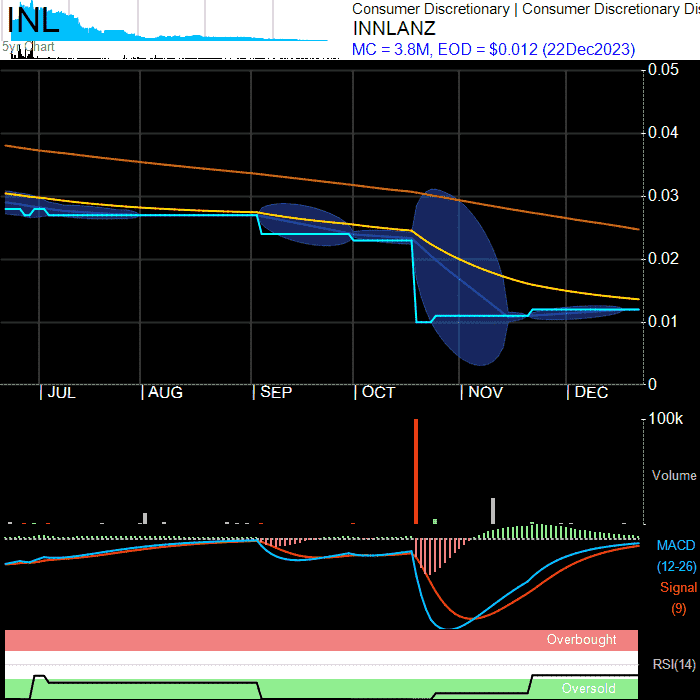 INL
5yr Chart
Consumer Discretionary | Consumer Discretionary Dis
INNLANZ
MC = 3.8M, EOD = $0.012 (22Dec2023)
0.05
0.04
0.03
0.02
0.01
0
JUL AUG SEP OCT NOV DEC
100k
Volume
MACD
(12-26)
Signal
(9)
Overbought
RSI(14)
Oversold